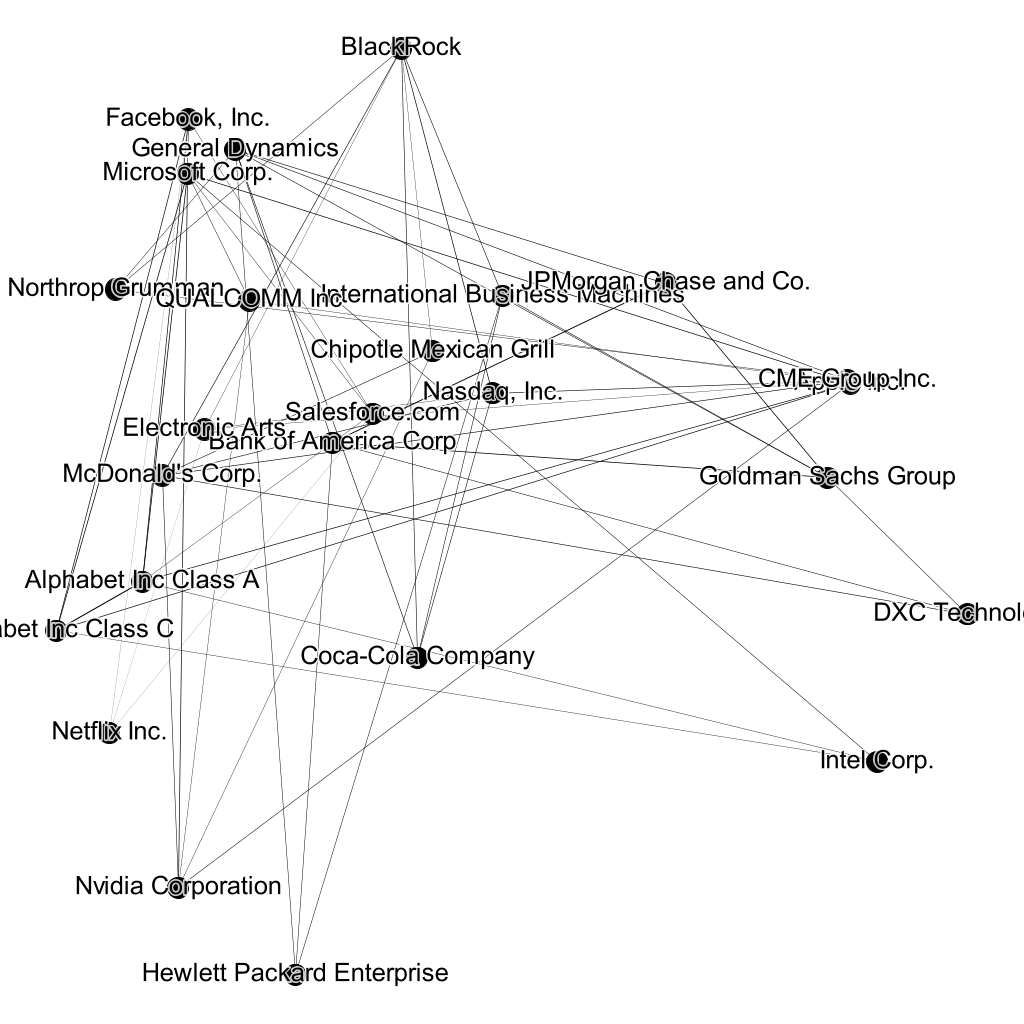 BlackRock
Facebook, Inc.
General Dynamics
Microsoft Corp.
JPMorgan Chase and Co.
Northrop Grumman
QUALCOMM Inc
International Business Machines
Chipotle Mexican Grill
CME Group Inc.
Nasdaq, Inc.
Salesforce.com
Electronic Arts
Bank of America Corp
McDonald's Corp.
Goldman Sachs Group
Alphabet Inc Class A
DXC Technol
abet Inc Class C
Coca-Cola Company
Netflix Inc.
Intel Corp.
Nvidia Corporation
Hewlett Packard Enterprise